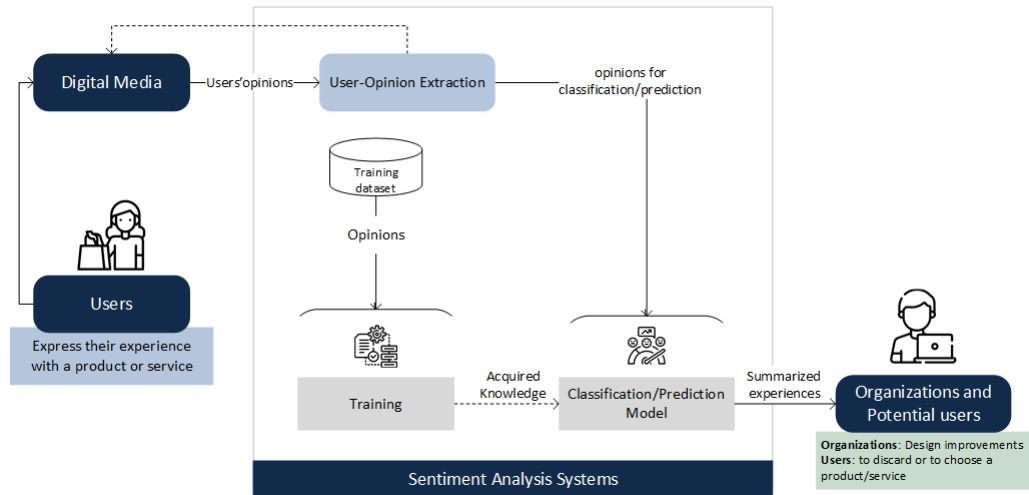 Digital Media
Users'opinions
User-Opinion Extraction
opinions for
classification/prediction
Training
dataset
Opinions
Users
Express their experience
with a product or service
Training
Acquired
Knowledge
Classification/Prediction
Model
Summarized
experiences
Organizations and
Potential users
Organizations: Design improvements
Users: to discard or to choose a
product/service
Sentiment Analysis Systems